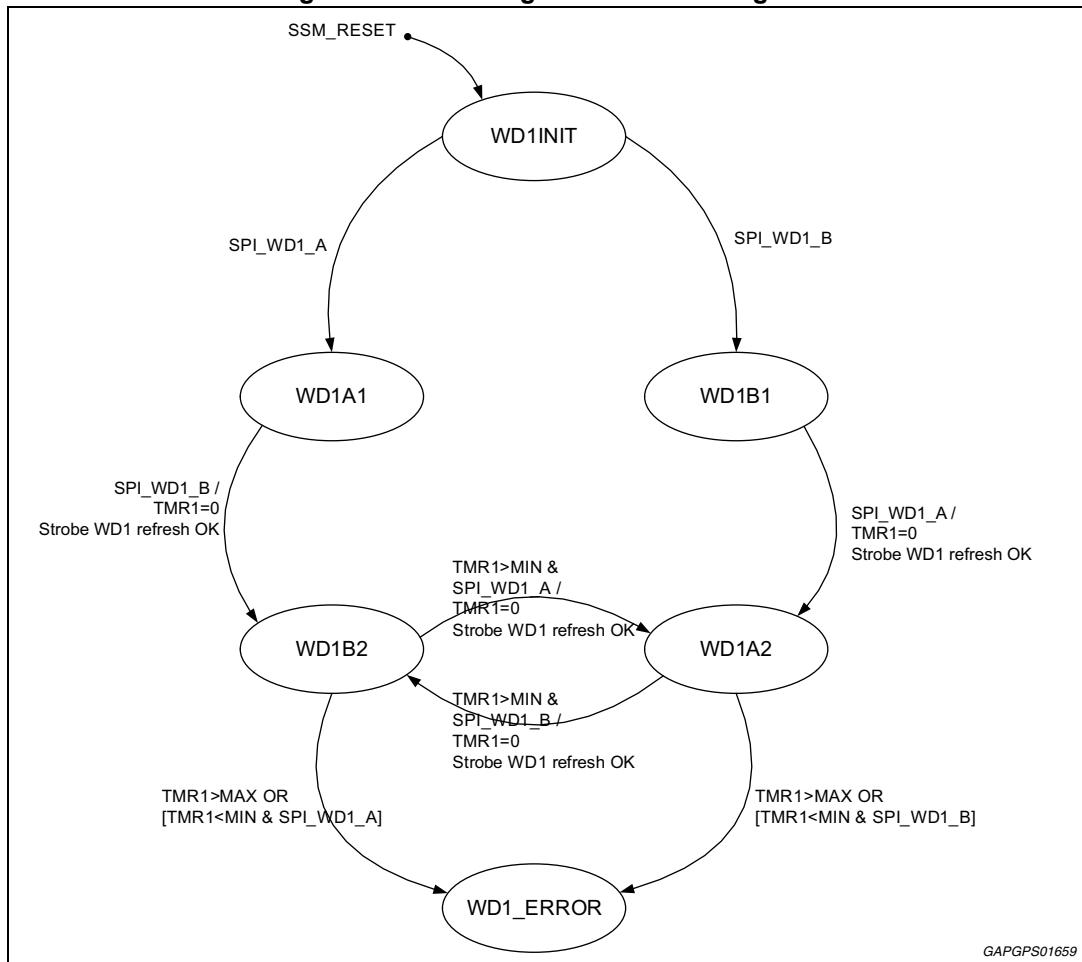 SSM_RESET
WD1INIT
SPI_WD1_A
SPI_WD1_B
WD1A1
WD1B1
SPI_WD1_B /
TMR1=0
Strobe WD1 refresh OK
SPI_WD1_A /
TMR1=0
Strobe WD1 refresh OK
TMR1>MIN &
SPI_WD1_A /
TMR1=0
Strobe WD1 refresh OK
WD1B2
WD1A2
TMR1>MIN &
SPI_WD1_B /
TMR1=0
Strobe WD1 refresh OK
TMR1>MAX OR
[TMR1<MIN & SPI_WD1_A]
TMR1>MAX OR
[TMR1<MIN & SPI_WD1_B]
WD1_ERROR
GAPGPS01659